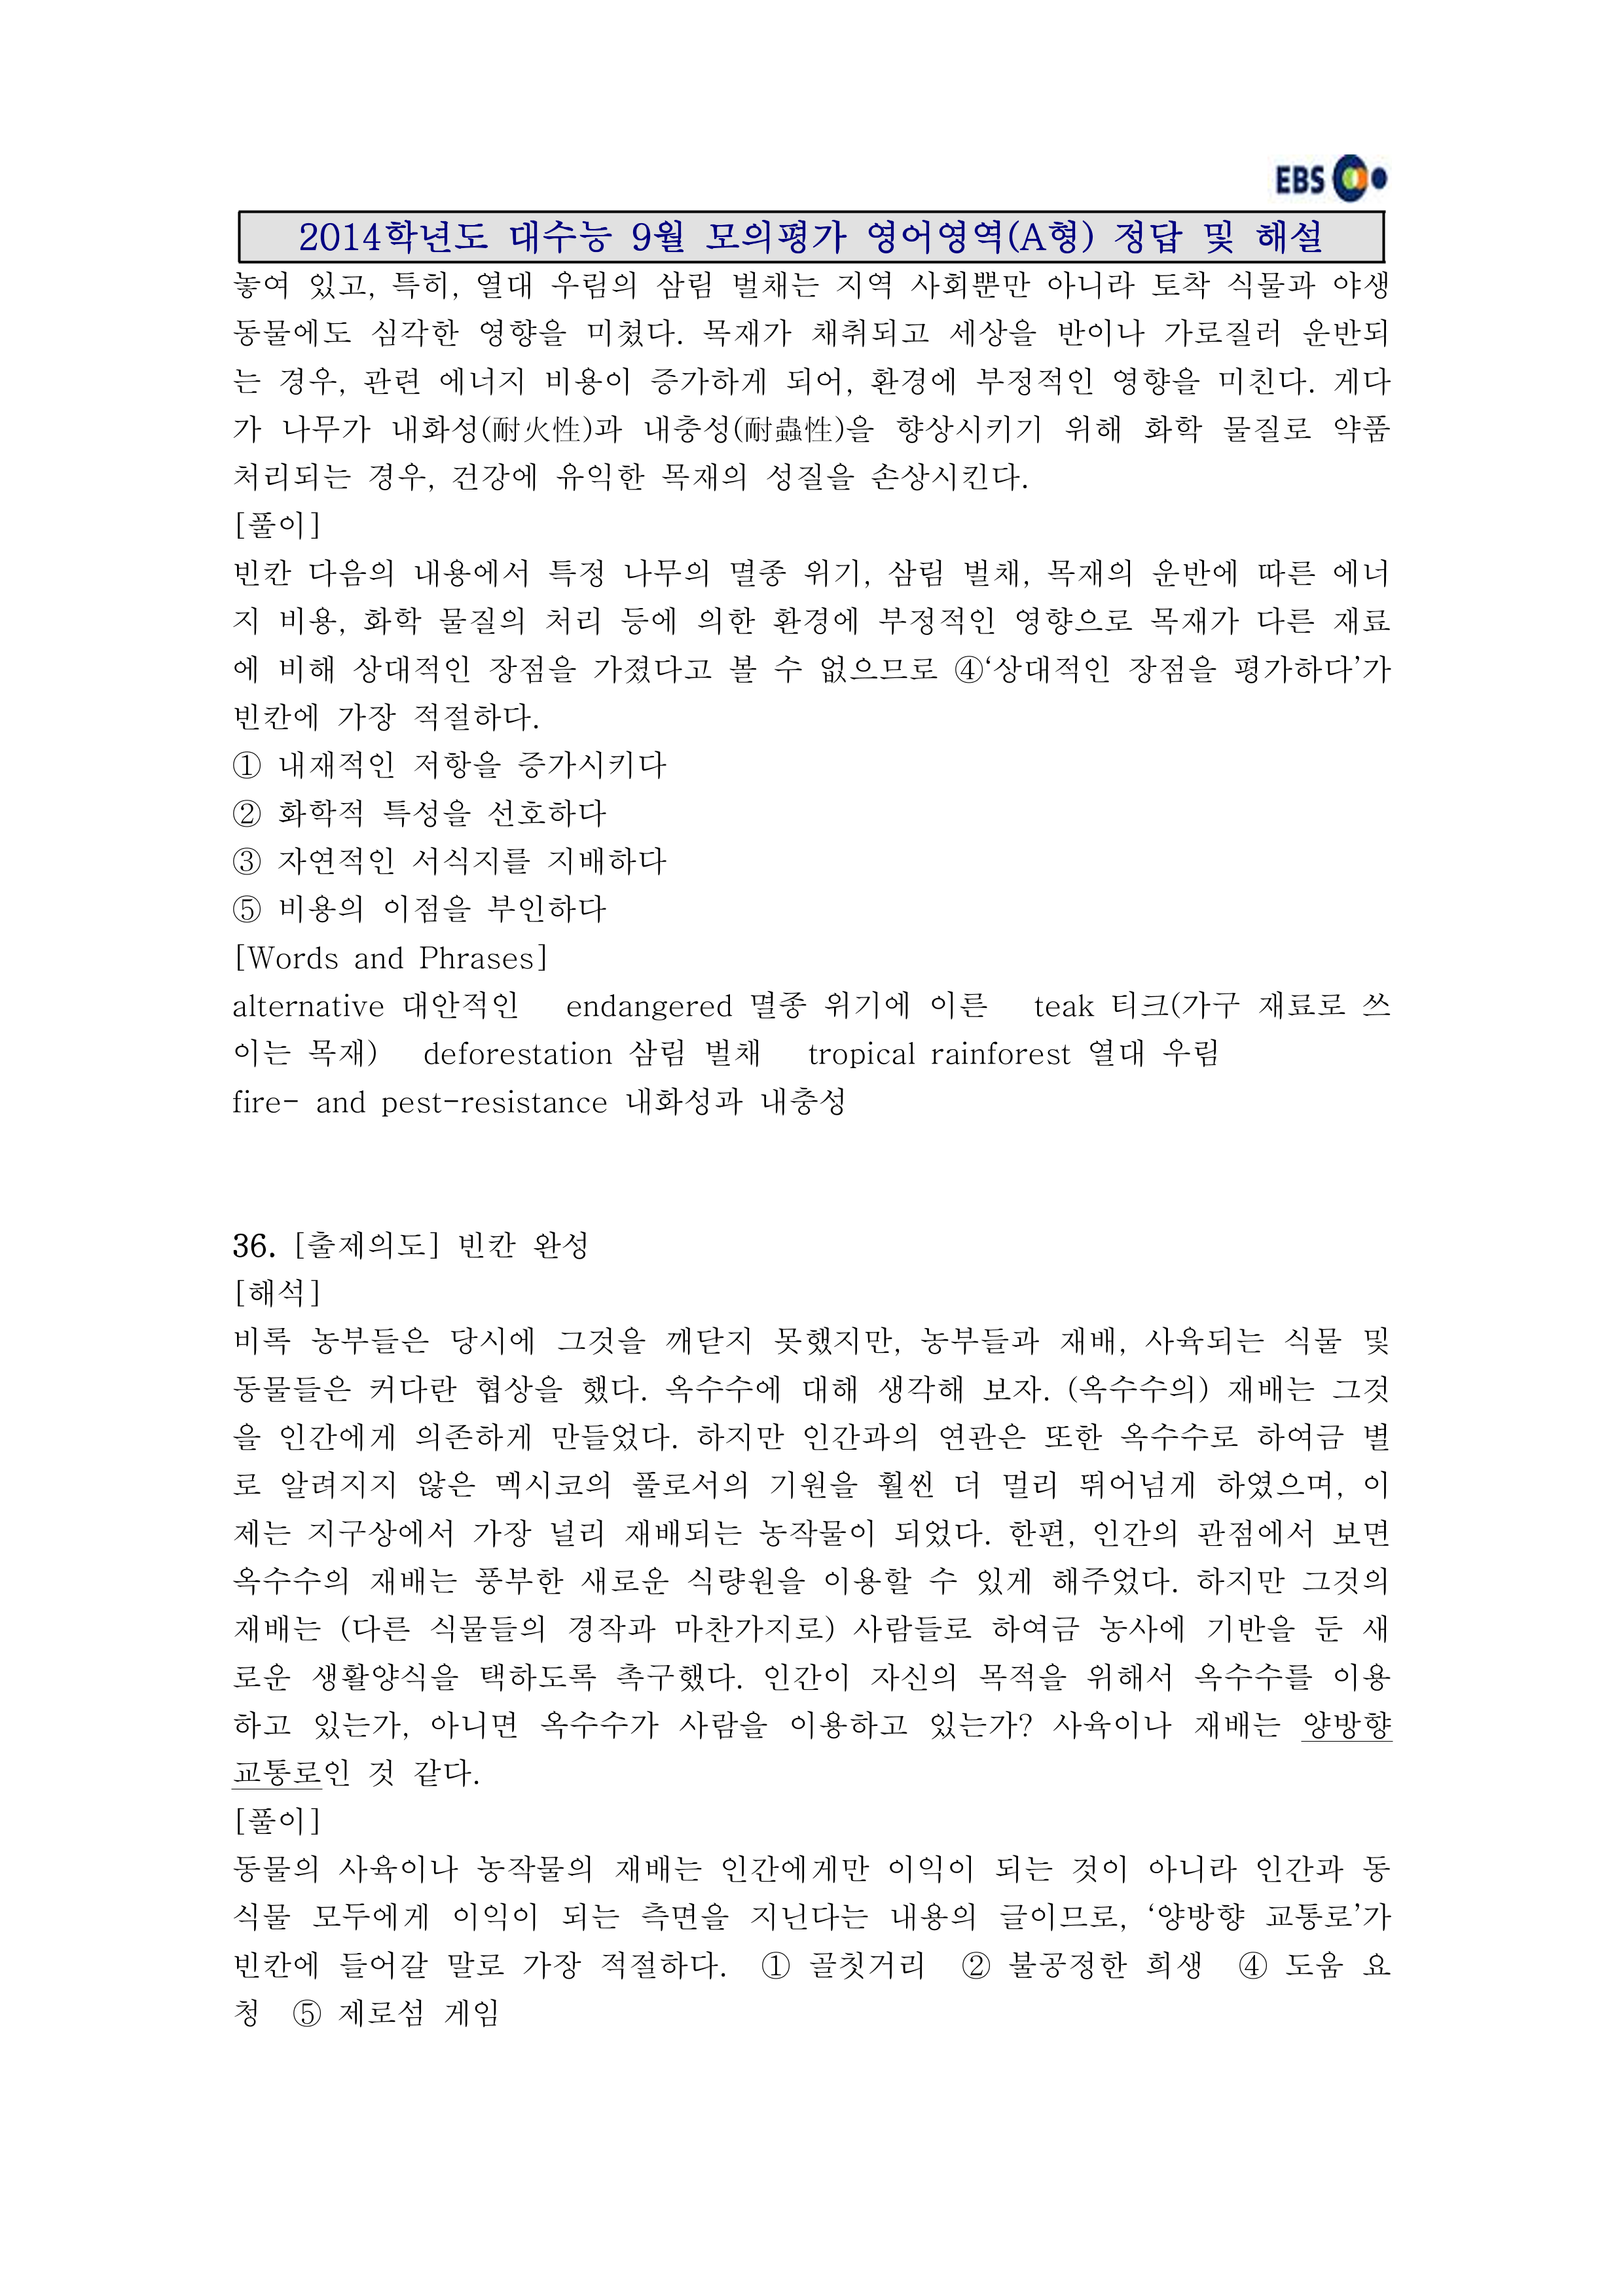 EBS
2014학년도 대수능 9월 모의평가 영어영역(A형) 정답 및 해설
놓여 있고, 특히, 열대 우림의 삼림 벌채는 지역 사회뿐만 아니라 토착 식물과 야생
동물에도 심각한 영향을 미쳤다. 목재가 채취되고 세상을 반이나 가로질러 운반되
는 경우, 관련 에너지 비용이 증가하게 되어, 환경에 부정적인 영향을 미친다. 게다
가 나무가 내화성(耐火性)과 내충성(耐蟲性)을 향상시키기 위해 화학 물질로 약품
처리되는 경우, 건강에 유익한 목재의 성질을 손상시킨다.
[풀이]
빈칸 다음의 내용에서 특정 나무의 멸종 위기, 삼림 벌채, 목재의 운반에 따른 에너
지 비용, 화학 물질의 처리 등에 의한 환경에 부정적인 영향으로 목재가 다른 재료
에 비해 상대적인 장점을 가졌다고 볼 수 없으므로 ④‘상대적인 장점을 평가하다’가
빈칸에 가장 적절하다.
① 내재적인 저항을 증가시키다
② 화학적 특성을 선호하다
③ 자연적인 서식지를 지배하다
⑤ 비용의 이점을 부인하다
[Words and Phrases]
alternative 대안적인 endangered 멸종 위기에 이른 teak 티크(가구 재료로 쓰
이는 목재) deforestation 삼림 벌채 tropical rainforest 열대 우림
fire- and pest-resistance 내화성과 내충성
36. [출제의도] 빈칸 완성
[해석]
비록 농부들은 당시에 그것을 깨닫지 못했지만, 농부들과 재배, 사육되는 식물 및
동물들은 커다란 협상을 했다. 옥수수에 대해 생각해 보자. (옥수수의) 재배는 그것
을 인간에게 의존하게 만들었다. 하지만 인간과의 연관은 또한 옥수수로 하여금 별
로 알려지지 않은 멕시코의 풀로서의 기원을 훨씬 더 멀리 뛰어넘게 하였으며, 이
제는 지구상에서 가장 널리 재배되는 농작물이 되었다. 한편, 인간의 관점에서 보면
옥수수의 재배는 풍부한 새로운 식량원을 이용할 수 있게 해주었다. 하지만 그것의
재배는 (다른 식물들의 경작과 마찬가지로) 사람들로 하여금 농사에 기반을 둔 새
로운 생활양식을 택하도록 촉구했다. 인간이 자신의 목적을 위해서 옥수수를 이용
하고 있는가, 아니면 옥수수가 사람을 이용하고 있는가? 사육이나 재배는 양방향
교통로인 것 같다.
[풀이]
동물의 사육이나 농작물의 재배는 인간에게만 이익이 되는 것이 아니라 인간과 동
식물 모두에게 이익이 되는 측면을 지닌다는 내용의 글이므로, ‘양방향 교통로’가
빈칸에 들어갈 말로 가장 적절하다. ① 골칫거리 ② 불공정한 희생 ④ 도움 요
청 ⑤ 제로섬 게임